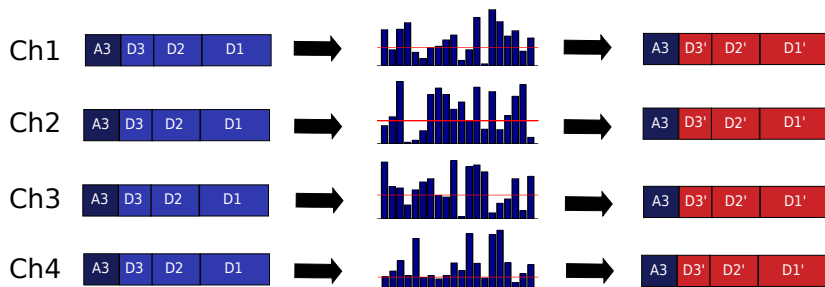 Ch1 A3 D3 D2 D1 A3 D3' D2' D1'
Ch2 A3 D3 D2 D1 A3 D3' D2' D1'
Ch3 A3 D3 D2 D1 A3 D3' D2' D1'
Ch4 A3 D3 D2 D1 A3 D3' D2' D1'